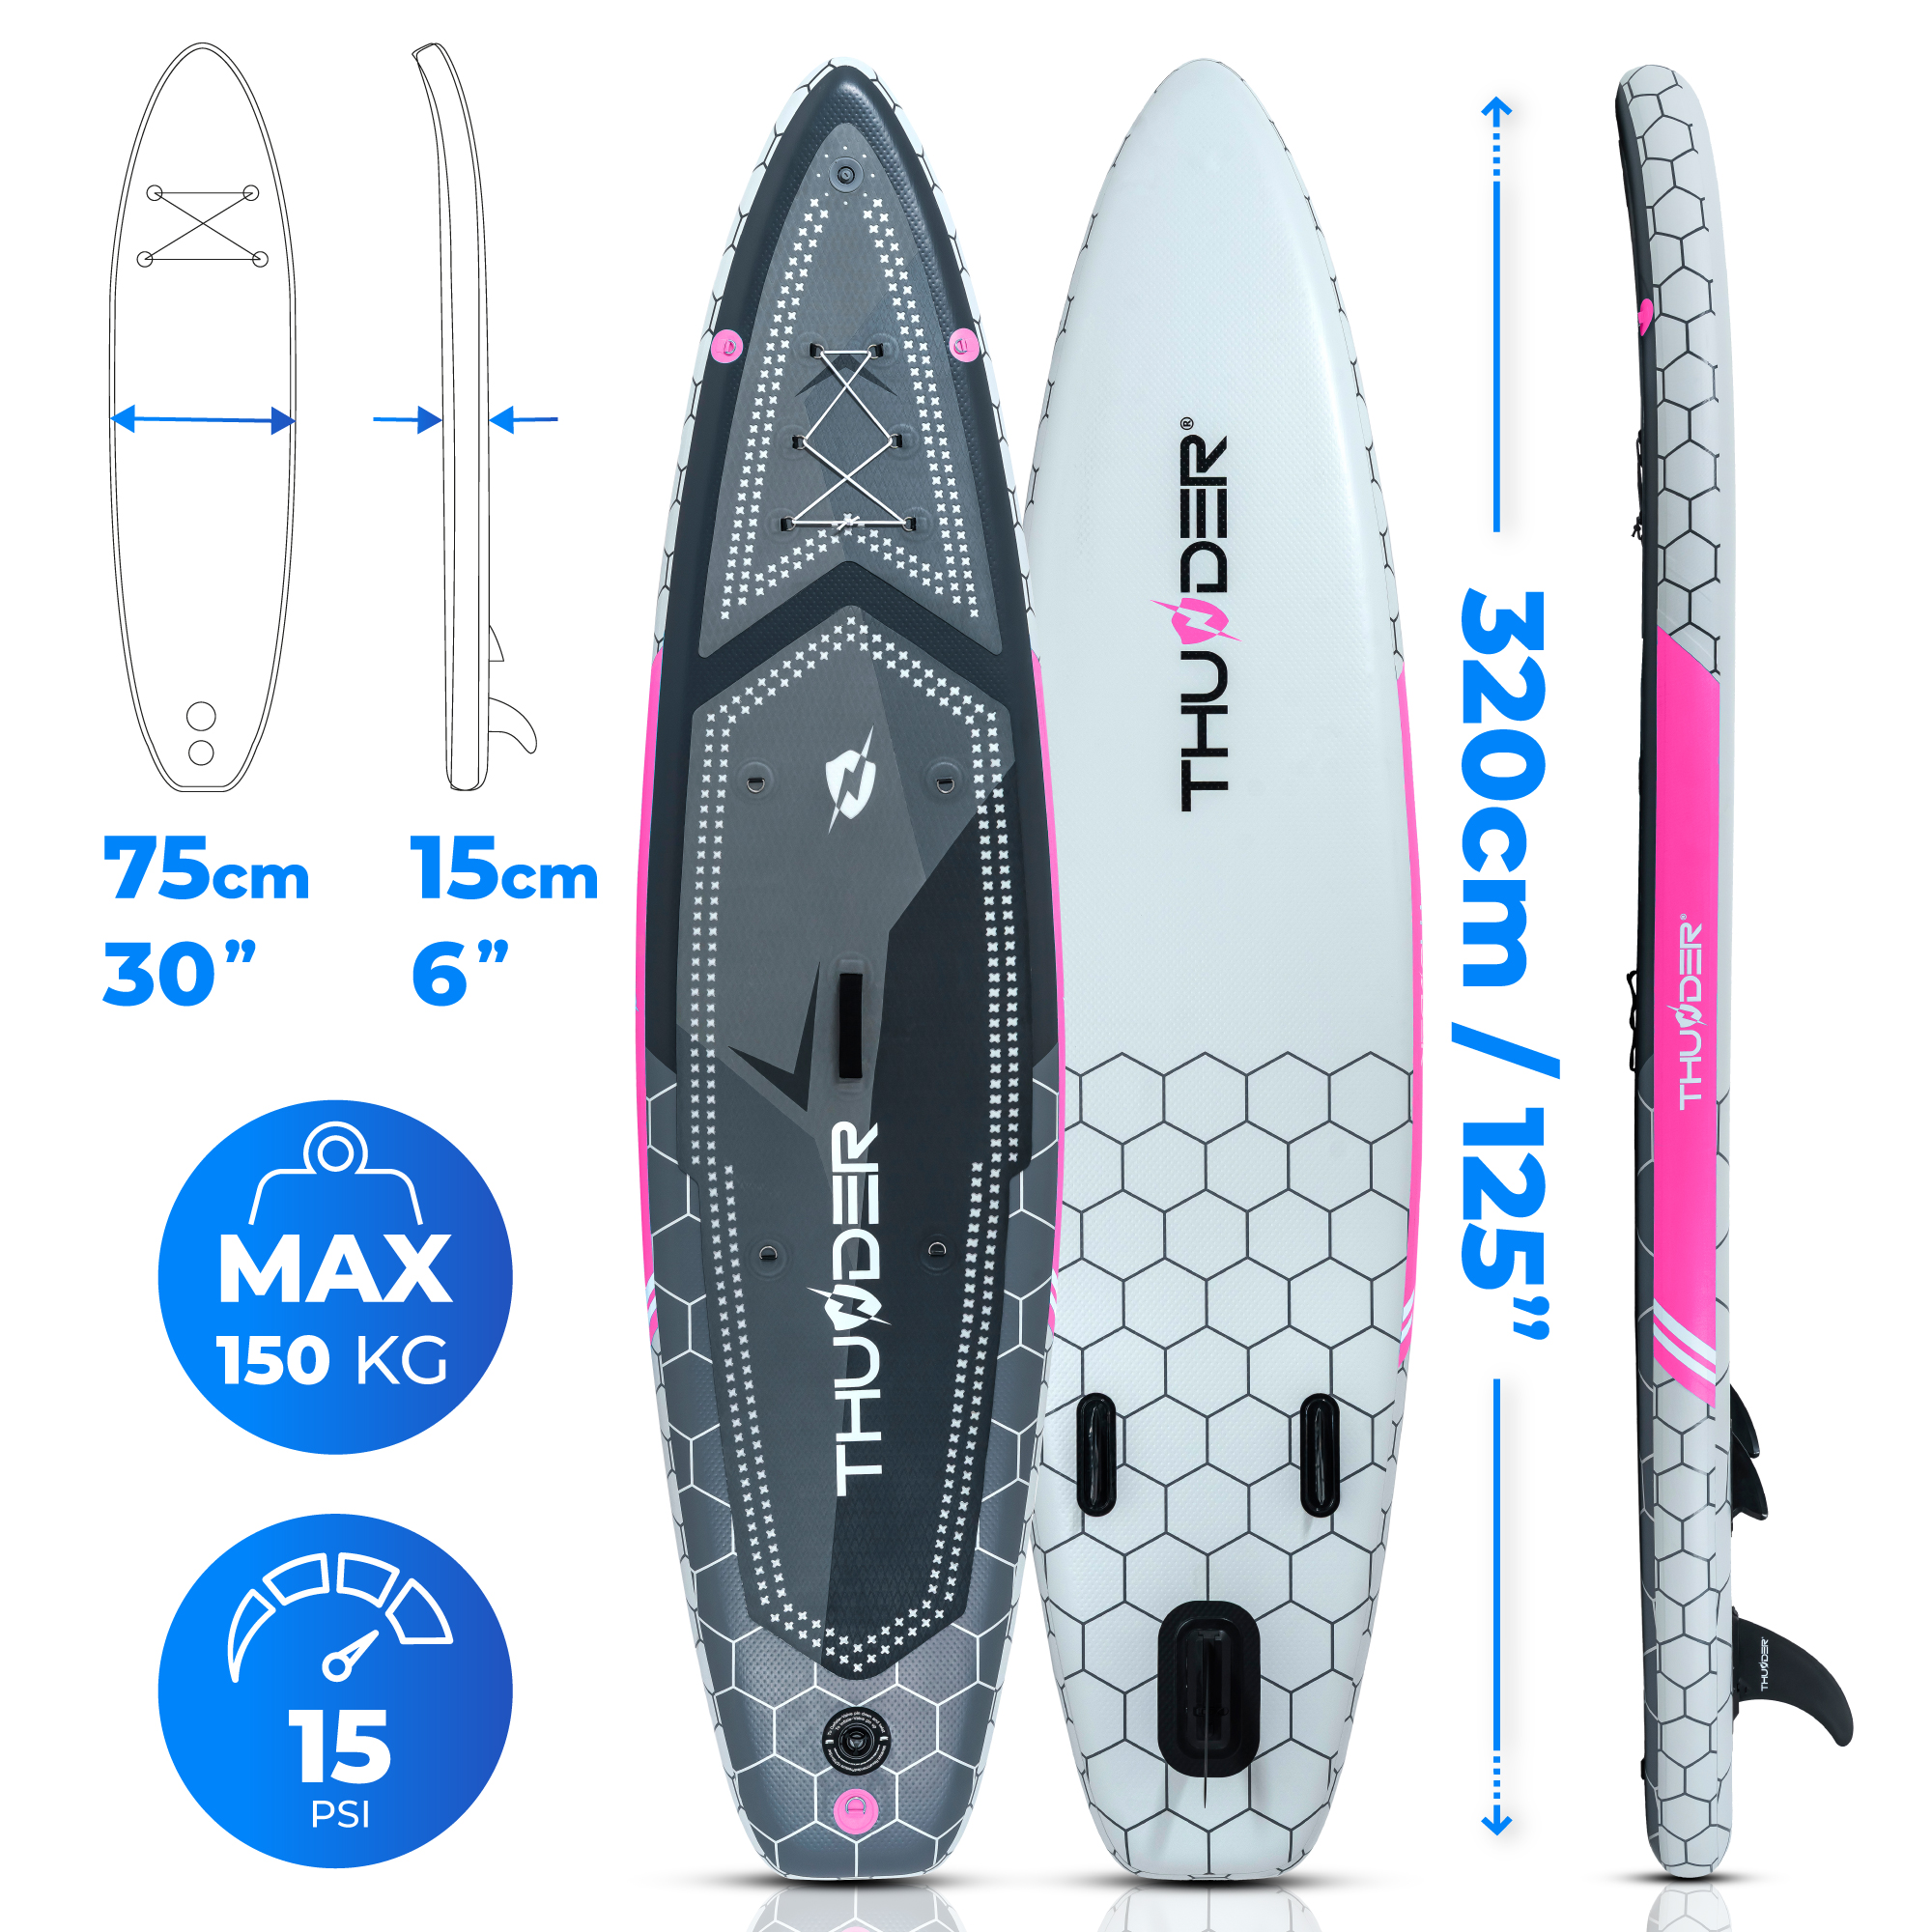 75cm
30”
15cm
6”
MAX
150 KG
15
PSI
THUNDER
THUNDER®
320cm / 125”
THUNDER®
THUNDER